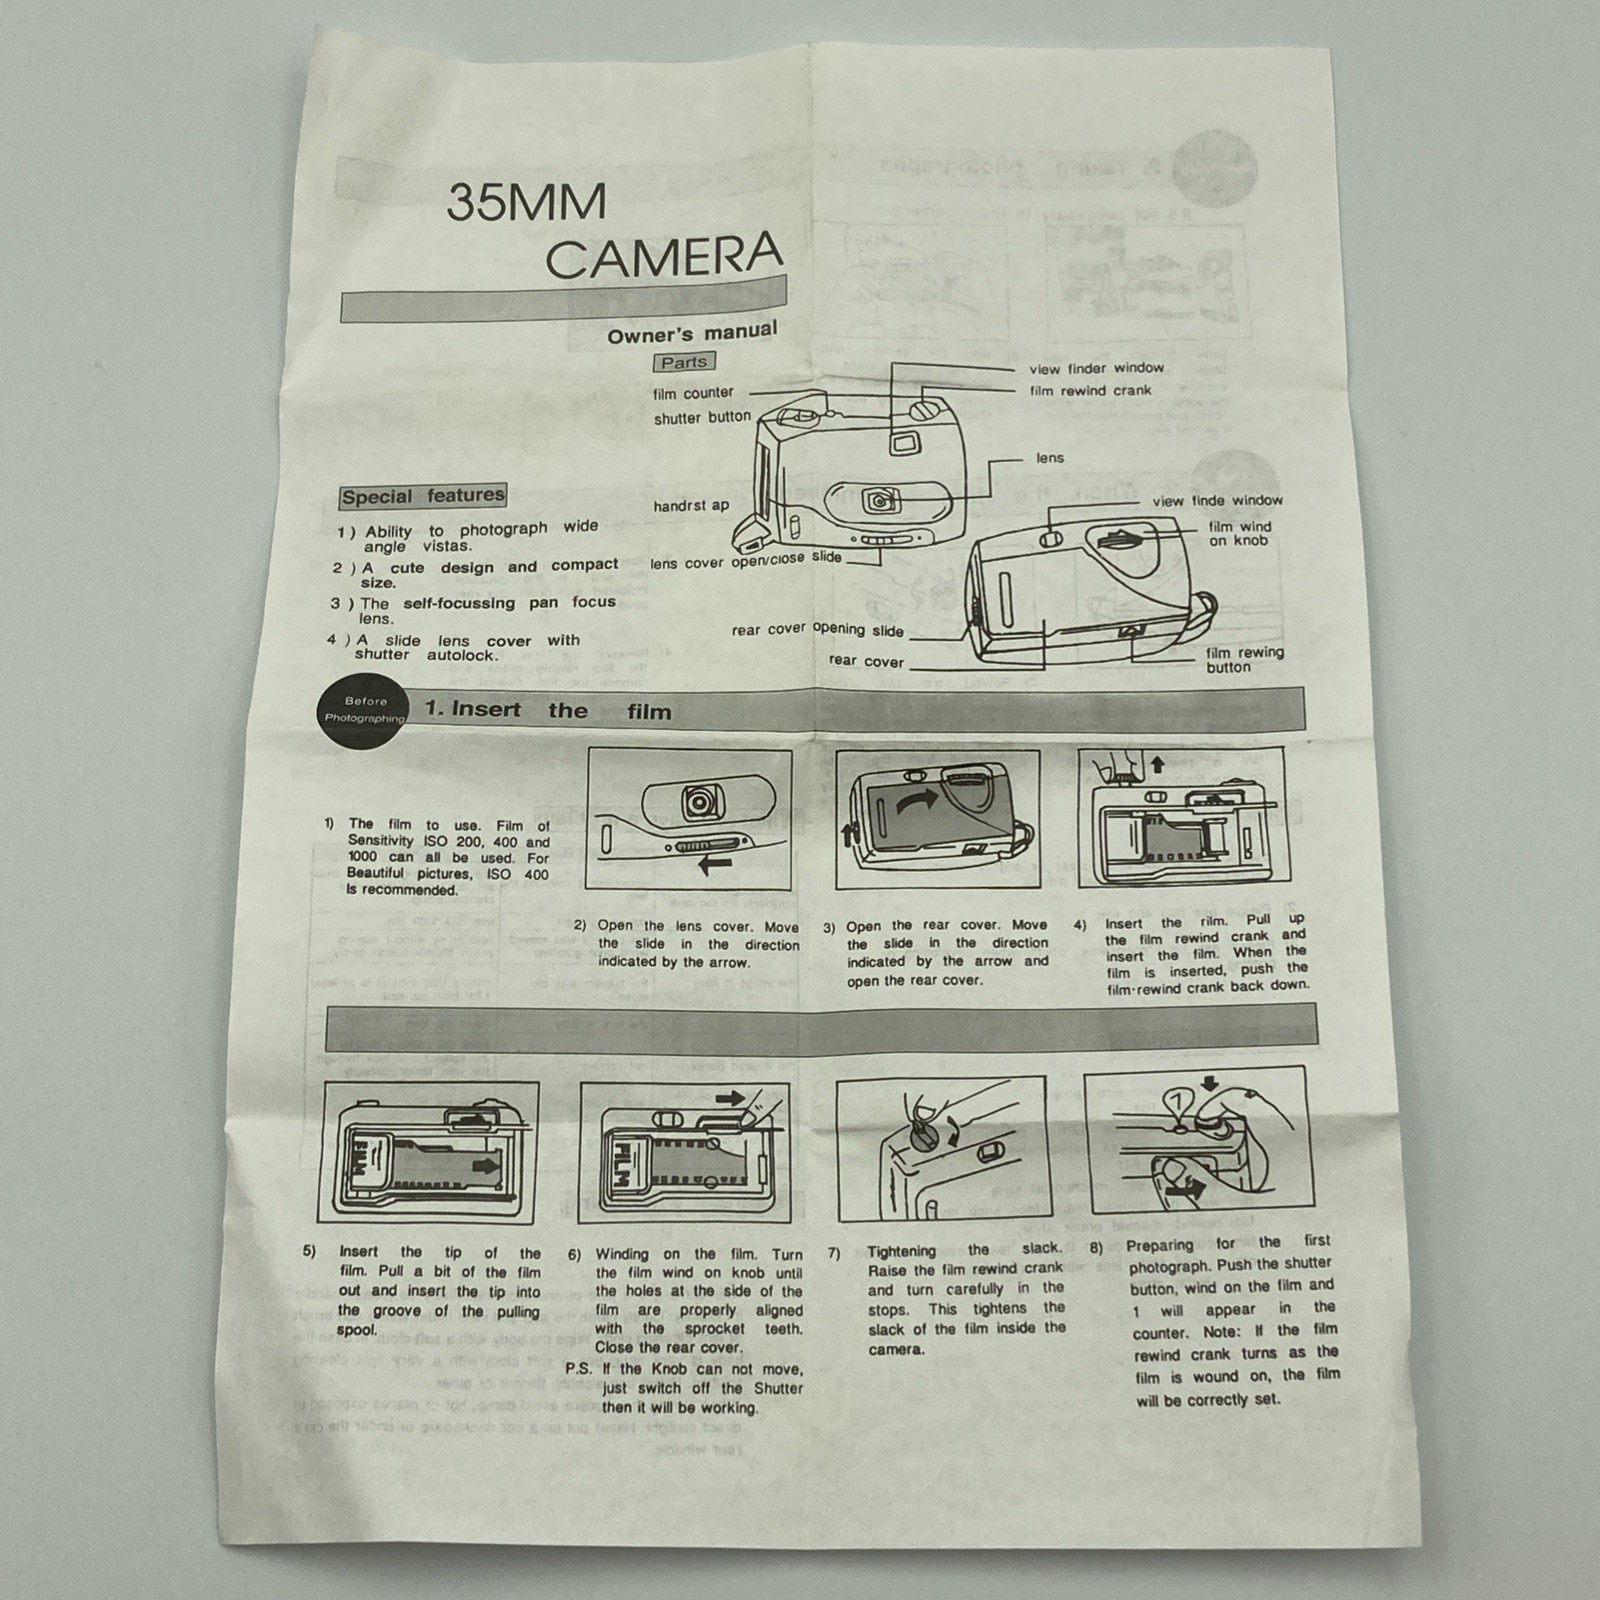 35MM
CAMERA
Owner's manual
Parts
film counter
shutter button
handrst ap
lens cover open/close slide
view finder window
film rewind crank
lens
view finde window
film wind
on knob
rear cover opening slide
rear cover
film rewing
button
Special features
1 ) Ability to photograph wide
angle vistas.
2 ) A cute design and compact
size.
3 ) The self-focussing pan focus
lens.
4 ) A slide lens cover with
shutter autolock.
Before
Photographing
1. Insert the film
1) The film to use. Film of
Sensitivity ISO 200, 400 and
1000 can all be used. For
Beautiful pictures, ISO 400
Is recommended.
2) Open the lens cover. Move
the slide in the direction
indicated by the arrow.
3) Open the rear cover. Move
the slide in the direction
indicated by the arrow and
open the rear cover.
4) Insert the rilm. Pull up
the film rewind crank and
insert the film. When the
film is inserted, push the
film·rewind crank back down.
FILM
FILM
7
5) Insert the tip of the
film. Pull a bit of the film
out and insert the tip into
the groove of the pulling
spool.
6) Winding on the film. Turn
the film wind on knob until
the holes at the side of the
film are properly aligned
with the sprocket teeth.
Close the rear cover.
P.S. If the Knob can not move,
just switch off the Shutter
then it will be working.
7) Tightening the slack.
Raise the film rewind crank
and turn carefully in the
stops. This tightens the
slack of the film inside the
camera.
8) Preparing for the first
photograph. Push the shutter
button, wind on the film and
1 will appear in the
counter. Note: If the film
rewind crank turns as the
film is wound on, the film
will be correctly set.